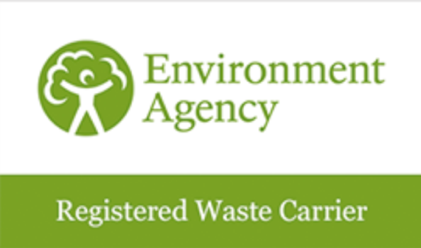 Environment
Agency
Registered Waste Carrier